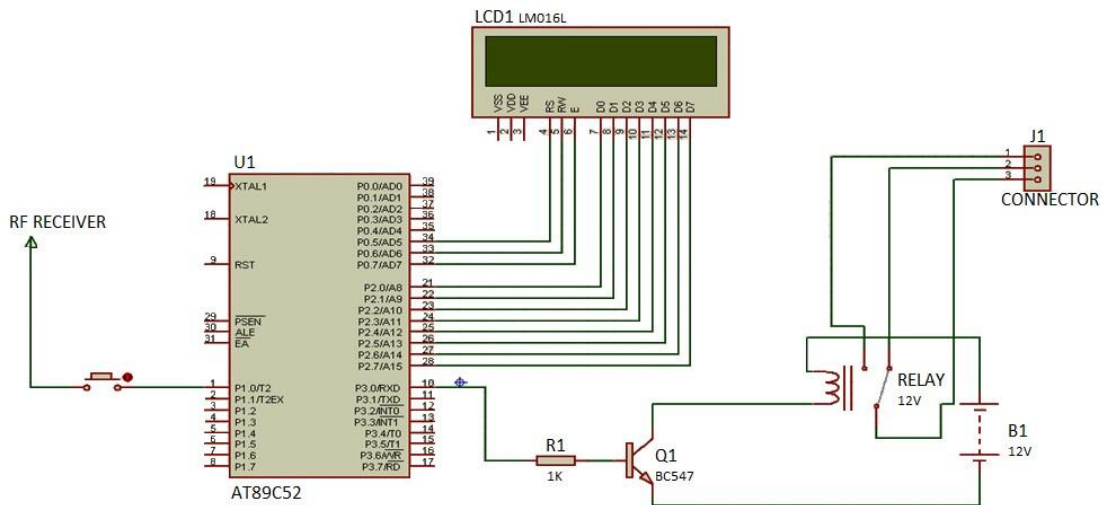 LCD1 LM016L
VSS
VDD
VEE
RS
RW
E
D0
D1
D2
D3
D4
D5
D6
D7
1
2
3
4
5
6
7
8
9
10
11
12
13
14
U1
19 XTAL1
18 XTAL2
9 RST
29 PSEN
30 ALE
31 EA
1 P1.0/T2
2 P1.1/T2EX
3 P1.2
4 P1.3
5 P1.4
6 P1.5
7 P1.6
8 P1.7
P0.0/AD0 39
P0.1/AD1 38
P0.2/AD2 37
P0.3/AD3 36
P0.4/AD4 35
P0.5/AD5 34
P0.6/AD6 33
P0.7/AD7 32
P2.0/A8 21
P2.1/A9 22
P2.2/A10 23
P2.3/A11 24
P2.4/A12 25
P2.5/A13 26
P2.6/A14 27
P2.7/A15 28
P3.0/RXD 10
P3.1/TXD 11
P3.2/INT0 12
P3.3/INT1 13
P3.4/T0 14
P3.5/T1 15
P3.6/WR 16
P3.7/RD 17
AT89C52
RF RECEIVER
J1
1
2
3
CONNECTOR
RELAY
12V
B1
12V
R1
1K
Q1
BC547